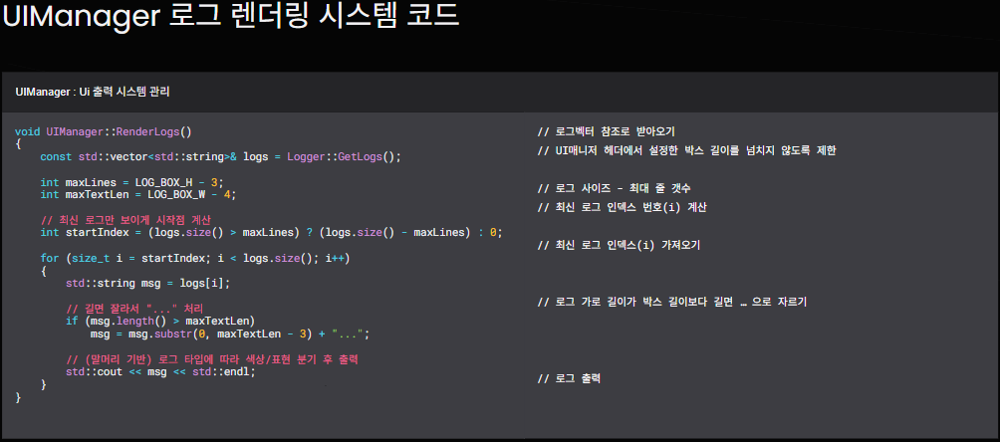 UIManager 로그 렌더링 시스템 코드
UIManager : Ui 출력 시스템 관리
void UIManager::RenderLogs()
{
    const std::vector<std::string>& logs = Logger::GetLogs();
    int maxLines = LOG_BOX_H - 3;
    int maxTextLen = LOG_BOX_W - 4;
    // 최신 로그만 보이게 시작점 계산
    int startIndex = (logs.size() > maxLines) ? (logs.size() - maxLines) : 0;
    for (size_t i = startIndex; i < logs.size(); i++)
    {
        std::string msg = logs[i];
        // 길면 잘라서 "..." 처리
        if (msg.length() > maxTextLen)
            msg = msg.substr(0, maxTextLen - 3) + "...";
        // (말머리 기반) 로그 타입에 따라 색상/표현 분기 후 출력
        std::cout << msg << std::endl;
    }
}
// 로그벡터 참조로 받아오기
// UI매니저 헤더에서 설정한 박스 길이를 넘치지 않도록 제한
// 로그 사이즈 - 최대 줄 갯수
// 최신 로그 인덱스 번호(i) 계산
// 최신 로그 인덱스(i) 가져오기
// 로그 가로 길이가 박스 길이보다 길면 … 으로 자르기
// 로그 출력